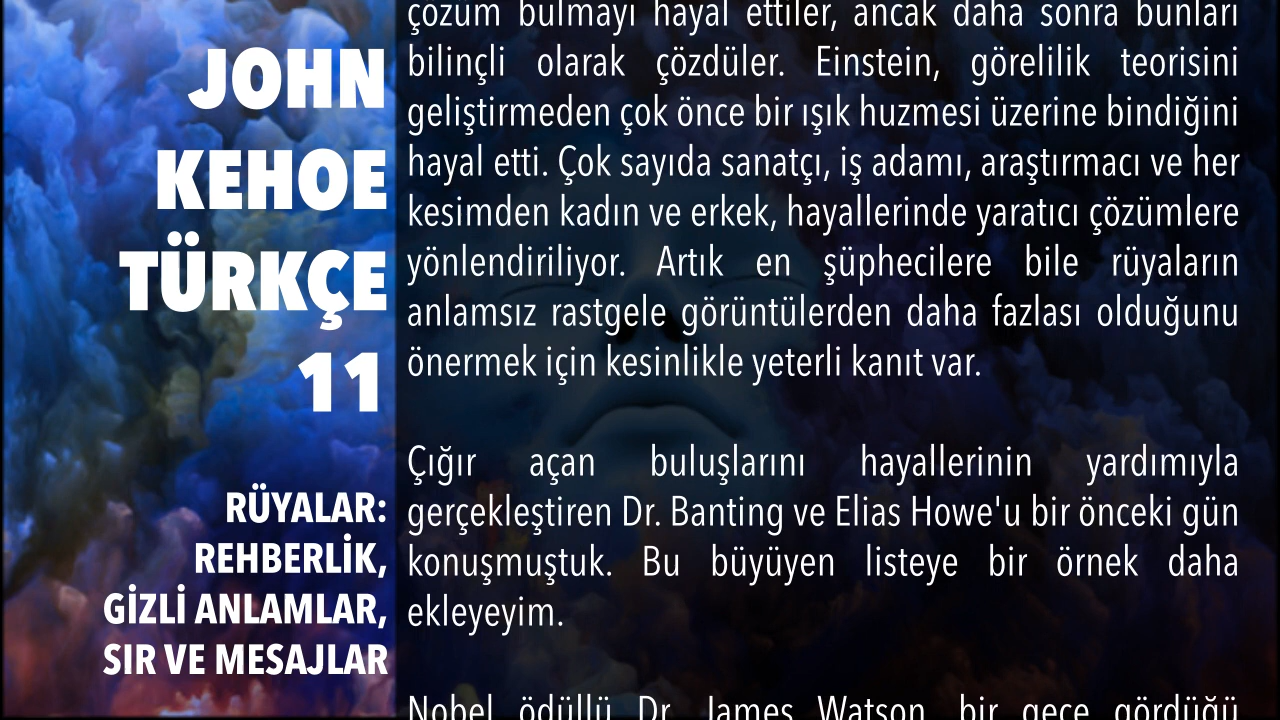 JOHN
KEHOE
TÜRKÇE
11
RÜYALAR:
REHBERLİK,
GİZLİ ANLAMLAR,
SIR VE MESAJLAR
çözüm bulmayı hayal ettiler, ancak daha sonra bunları
bilinçli olarak çözdüler. Einstein, görelilik teorisini
geliştirmeden çok önce bir ışık huzmesi üzerine bindiğini
hayal etti. Çok sayıda sanatçı, iş adamı, araştırmacı ve her
kesimden kadın ve erkek, hayallerinde yaratıcı çözümlere
yönlendiriliyor. Artık en şüphecilere bile rüyaların
anlamsız rastgele görüntülerden daha fazlası olduğunu
önermek için kesinlikle yeterli kanıt var.
Çığır açan buluşlarını hayallerinin yardımıyla
gerçekleştiren Dr. Banting ve Elias Howe'u bir önceki gün
konuşmuştuk. Bu büyüyen listeye bir örnek daha
ekleyeyim.
Nobel ödüllü Dr. James Watson, bir gece gördüğü